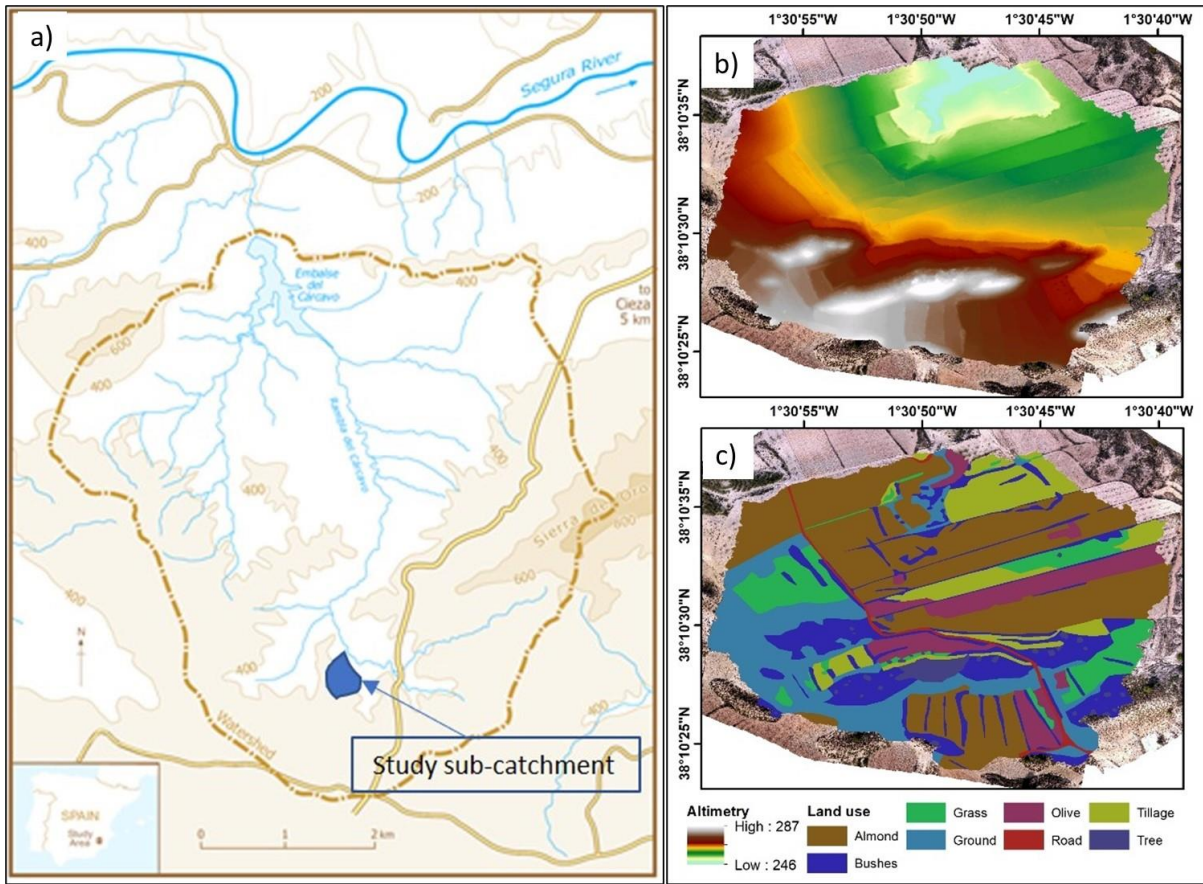 a)
Segura River
200
200
400
400
Embalse
del
Cárcavo
to
Cieza
5 km
600
400
Rambla del Cárcavo
400
400
Sierra de Oro
600
600
400
N
400
400
Watershed
Study sub-catchment
SPAIN
Study
Area
0 1 2 km
b)
1°30'55"W 1°30'50"W 1°30'45"W 1°30'40"W
38°10'35"N
38°10'30"N
38°10'25"N
1°30'55"W 1°30'50"W 1°30'45"W 1°30'40"W
c)
38°10'35"N
38°10'30"N
38°10'25"N
Altimetry
High : 287
Low : 246
Land use
Almond
Bushes
Grass
Ground
Olive
Road
Tillage
Tree